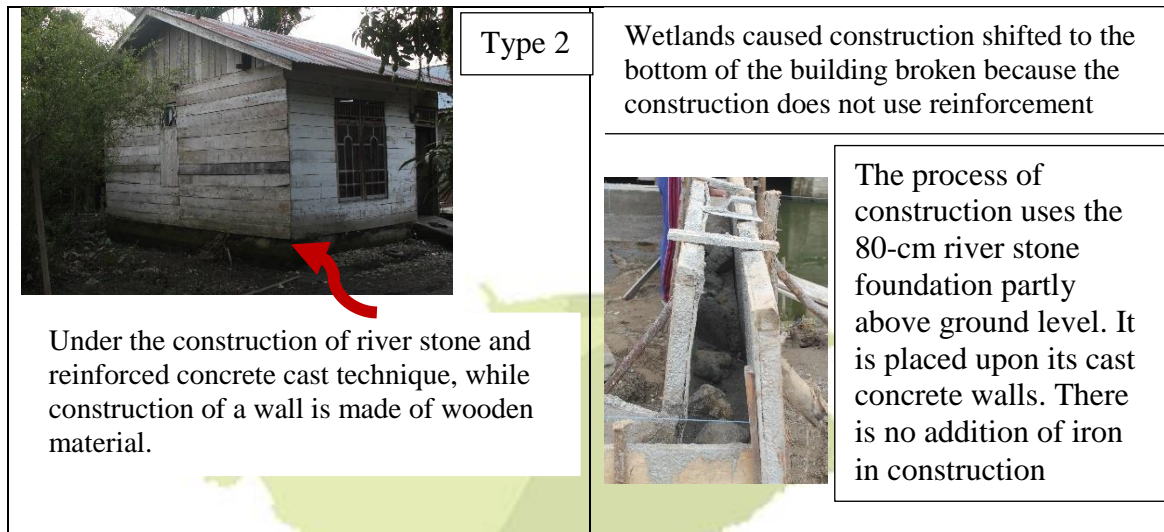 Type 2
Under the construction of river stone and
reinforced concrete cast technique, while
construction of a wall is made of wooden
material.
Wetlands caused construction shifted to the
bottom of the building broken because the
construction does not use reinforcement
The process of
construction uses the
80-cm river stone
foundation partly
above ground level. It
is placed upon its cast
concrete walls. There
is no addition of iron
in construction